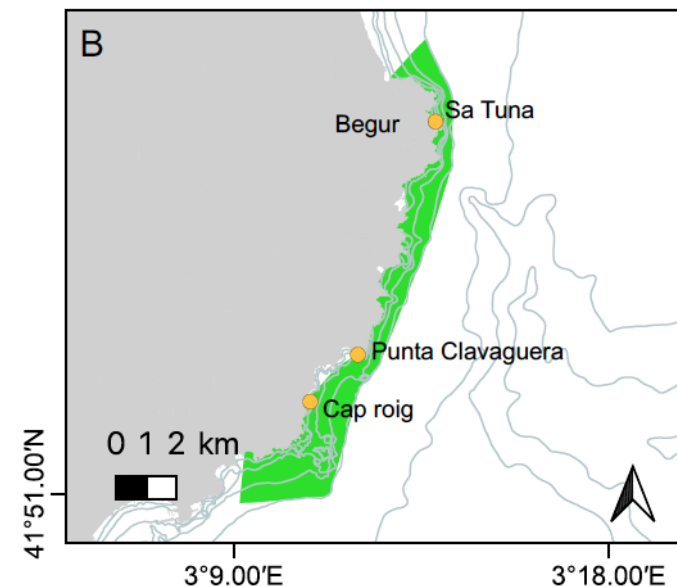 B
Sa Tuna
Begur
Punta Clavaguera
Cap roig
0 1 2 km
41°51.00'N
3°9.00'E
3°18.00'E